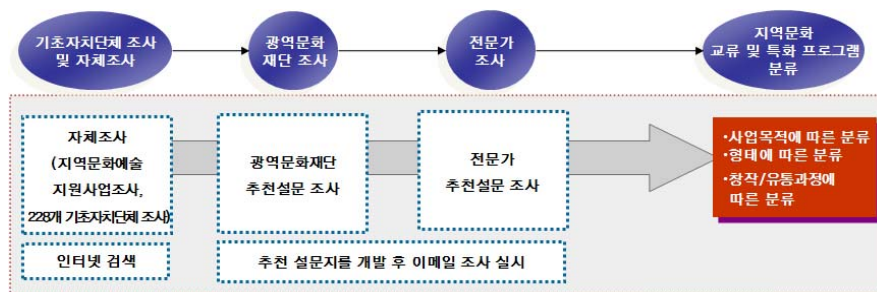 기초자치단체 조사
및 자체조사
광역문화
재단 조사
전문가
조사
지역문화
교류 및 특화 프로그램
분류
자체조사
(지역문화예술
지원사업조사,
228개 기초자치단체 조사)
광역문화재단
추천설문 조사
전문가
추천설문 조사
•사업목적에 따른 분류
•형태에 따른 분류
•창작/유통과정에
따른 분류
인터넷 검색
추천 설문지를 개발 후 이메일 조사 실시